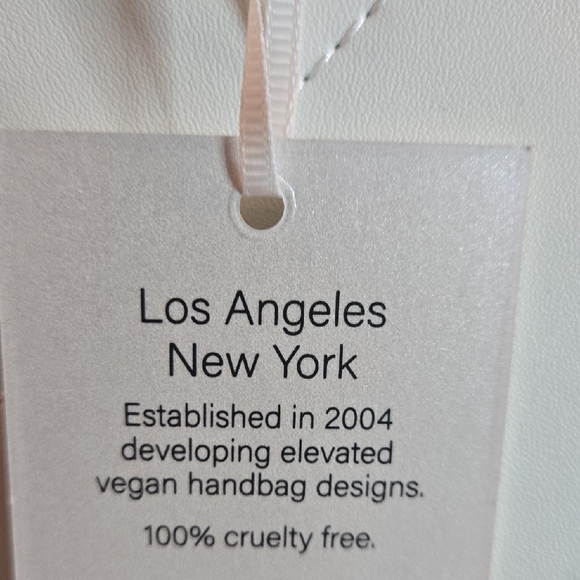 Los Angeles
New York
Established in 2004
developing elevated
vegan handbag designs.
100% cruelty free.